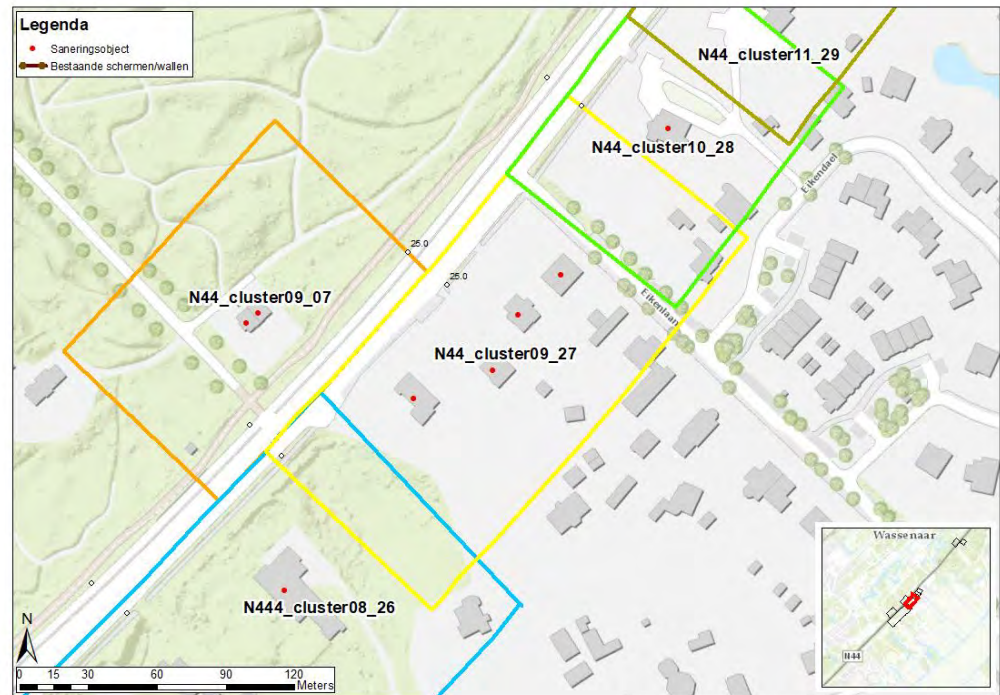 Legenda
Saneringsobject
Bestaande schermen/wallen
N44_cluster11_29
N44_cluster10_28
Eikendael
25.0
25.0
N44_cluster09_07
Eikenlaan
N44_cluster09_27
N444_cluster08_26
Wassenaar
N44
N
0 15 30 60 90 120
Meters